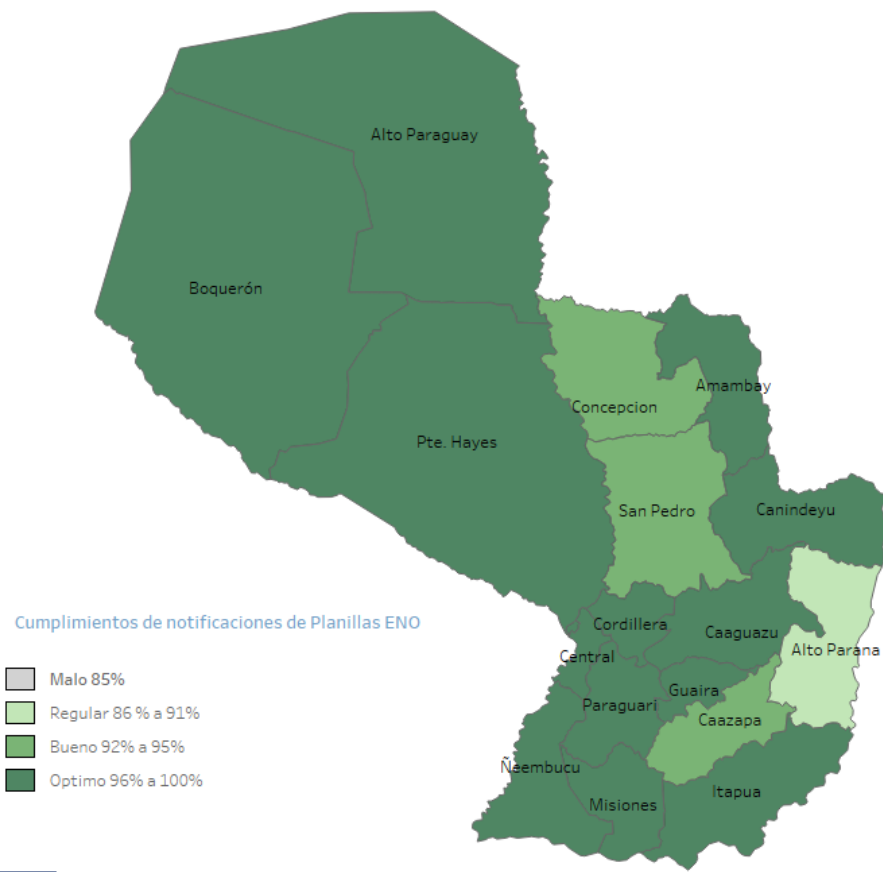 Alto Paraguay
Boquerón
Amambay
Concepcion
Pte. Hayes
San Pedro
Canindeyu
Cumplimientos de notificaciones de Planillas ENO
Cordillera
Caaguazu
Central
Alto Parana
Malo 85%
Guaira
Regular 86 % a 91%
Paraguari
Caazapa
Bueno 92% a 95%
Ñeembucu
Optimo 96% a 100%
Itapua
Misiones